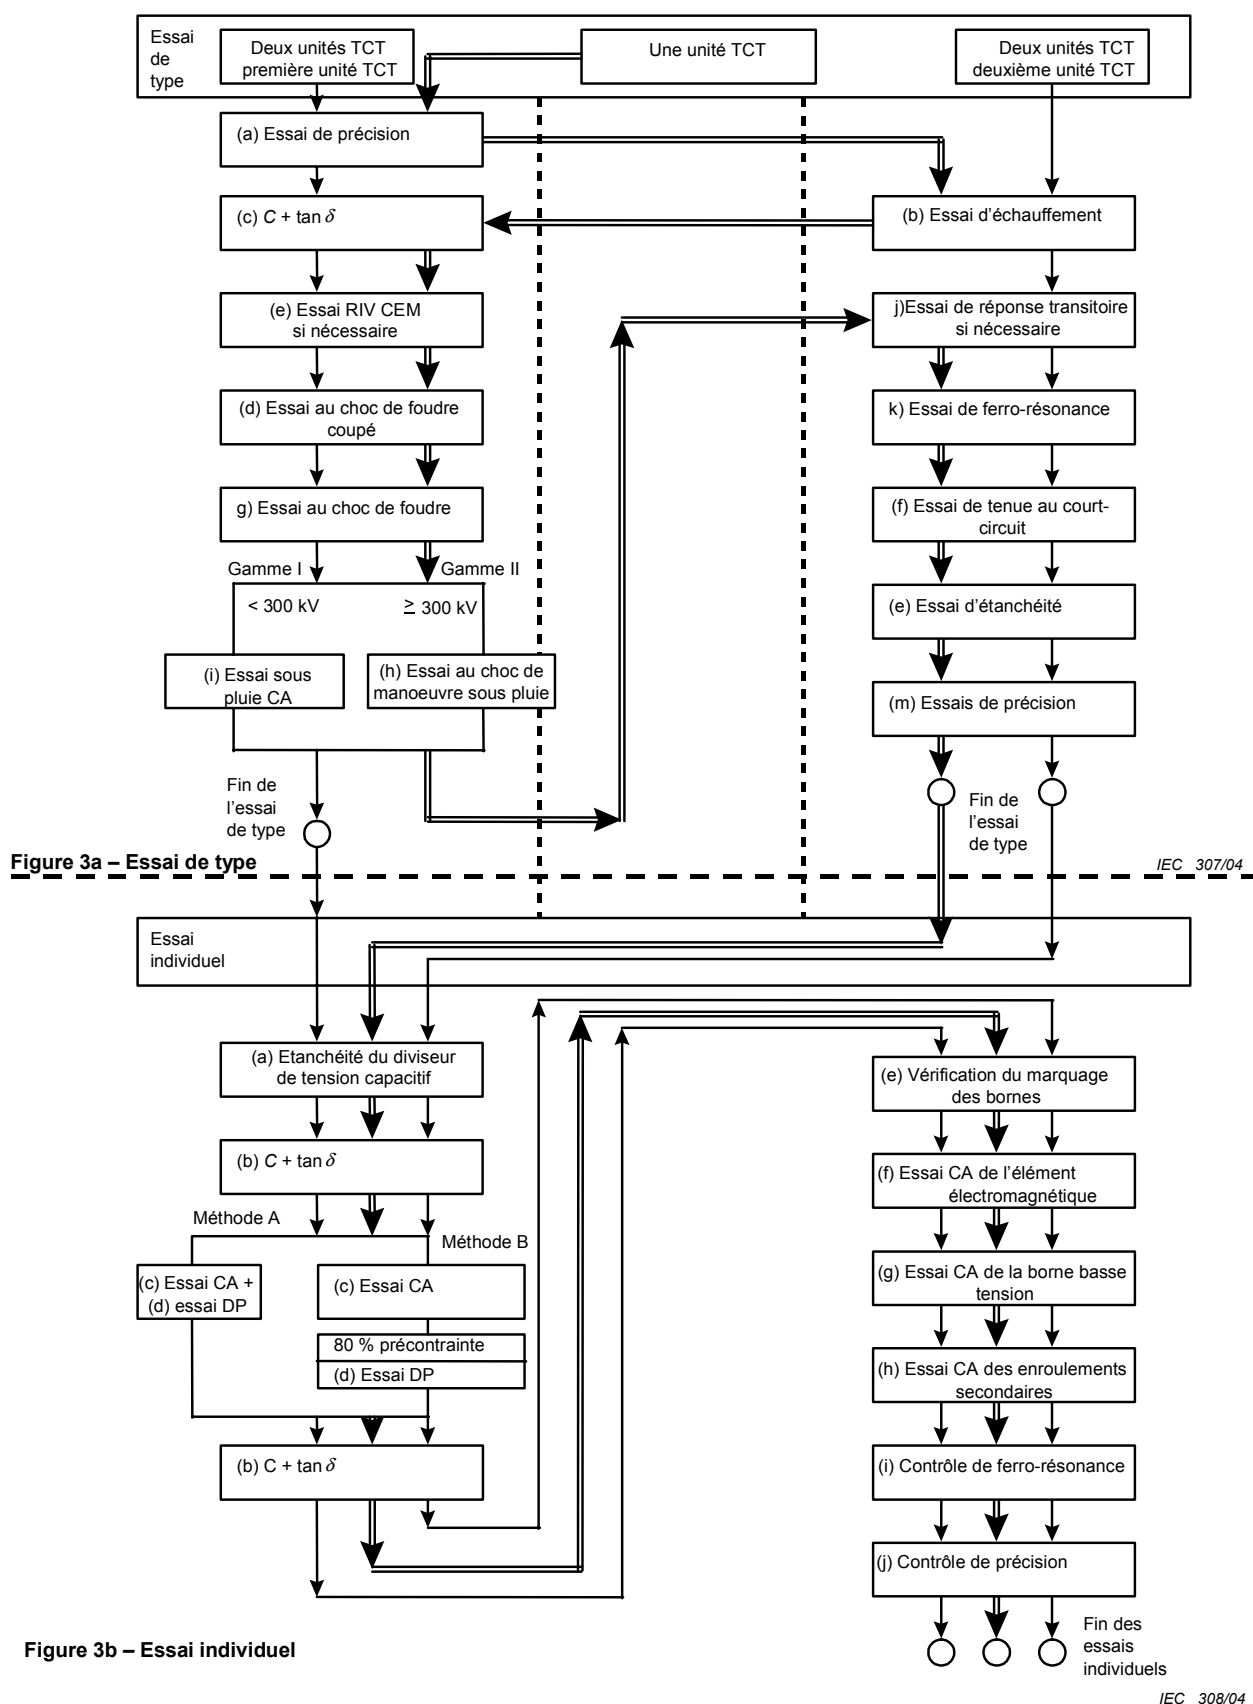 Essai
de
type
Deux unités TCT
première unité TCT
Une unité TCT
Deux unités TCT
deuxième unité TCT
(a) Essai de précision
(c) C + tan δ
(b) Essai d'échauffement
(e) Essai RIV CEM
si nécessaire
j)Essai de réponse transitoire
si nécessaire
(d) Essai au choc de foudre
coupé
k) Essai de ferro-résonance
g) Essai au choc de foudre
(f) Essai de tenue au court-
circuit
Gamme I
Gamme II
< 300 kV
≥ 300 kV
(e) Essai d'étanchéité
(i) Essai sous
pluie CA
(h) Essai au choc de
manoeuvre sous pluie
(m) Essais de précision
Fin de
l'essai
de type
Fin de
l'essai
de type
Figure 3a – Essai de type
IEC 307/04
Essai
individuel
(a) Etanchéité du diviseur
de tension capacitif
(e) Vérification du marquage
des bornes
(b) C + tan δ
(f) Essai CA de l'élément
électromagnétique
Méthode A
Méthode B
(c) Essai CA +
(d) essai DP
(c) Essai CA
(g) Essai CA de la borne basse
tension
80 % précontrainte
(d) Essai DP
(h) Essai CA des enroulements
secondaires
(b) C + tan δ
(i) Contrôle de ferro-résonance
(j) Contrôle de précision
Fin des
essais
individuels
Figure 3b – Essai individuel
IEC 308/04